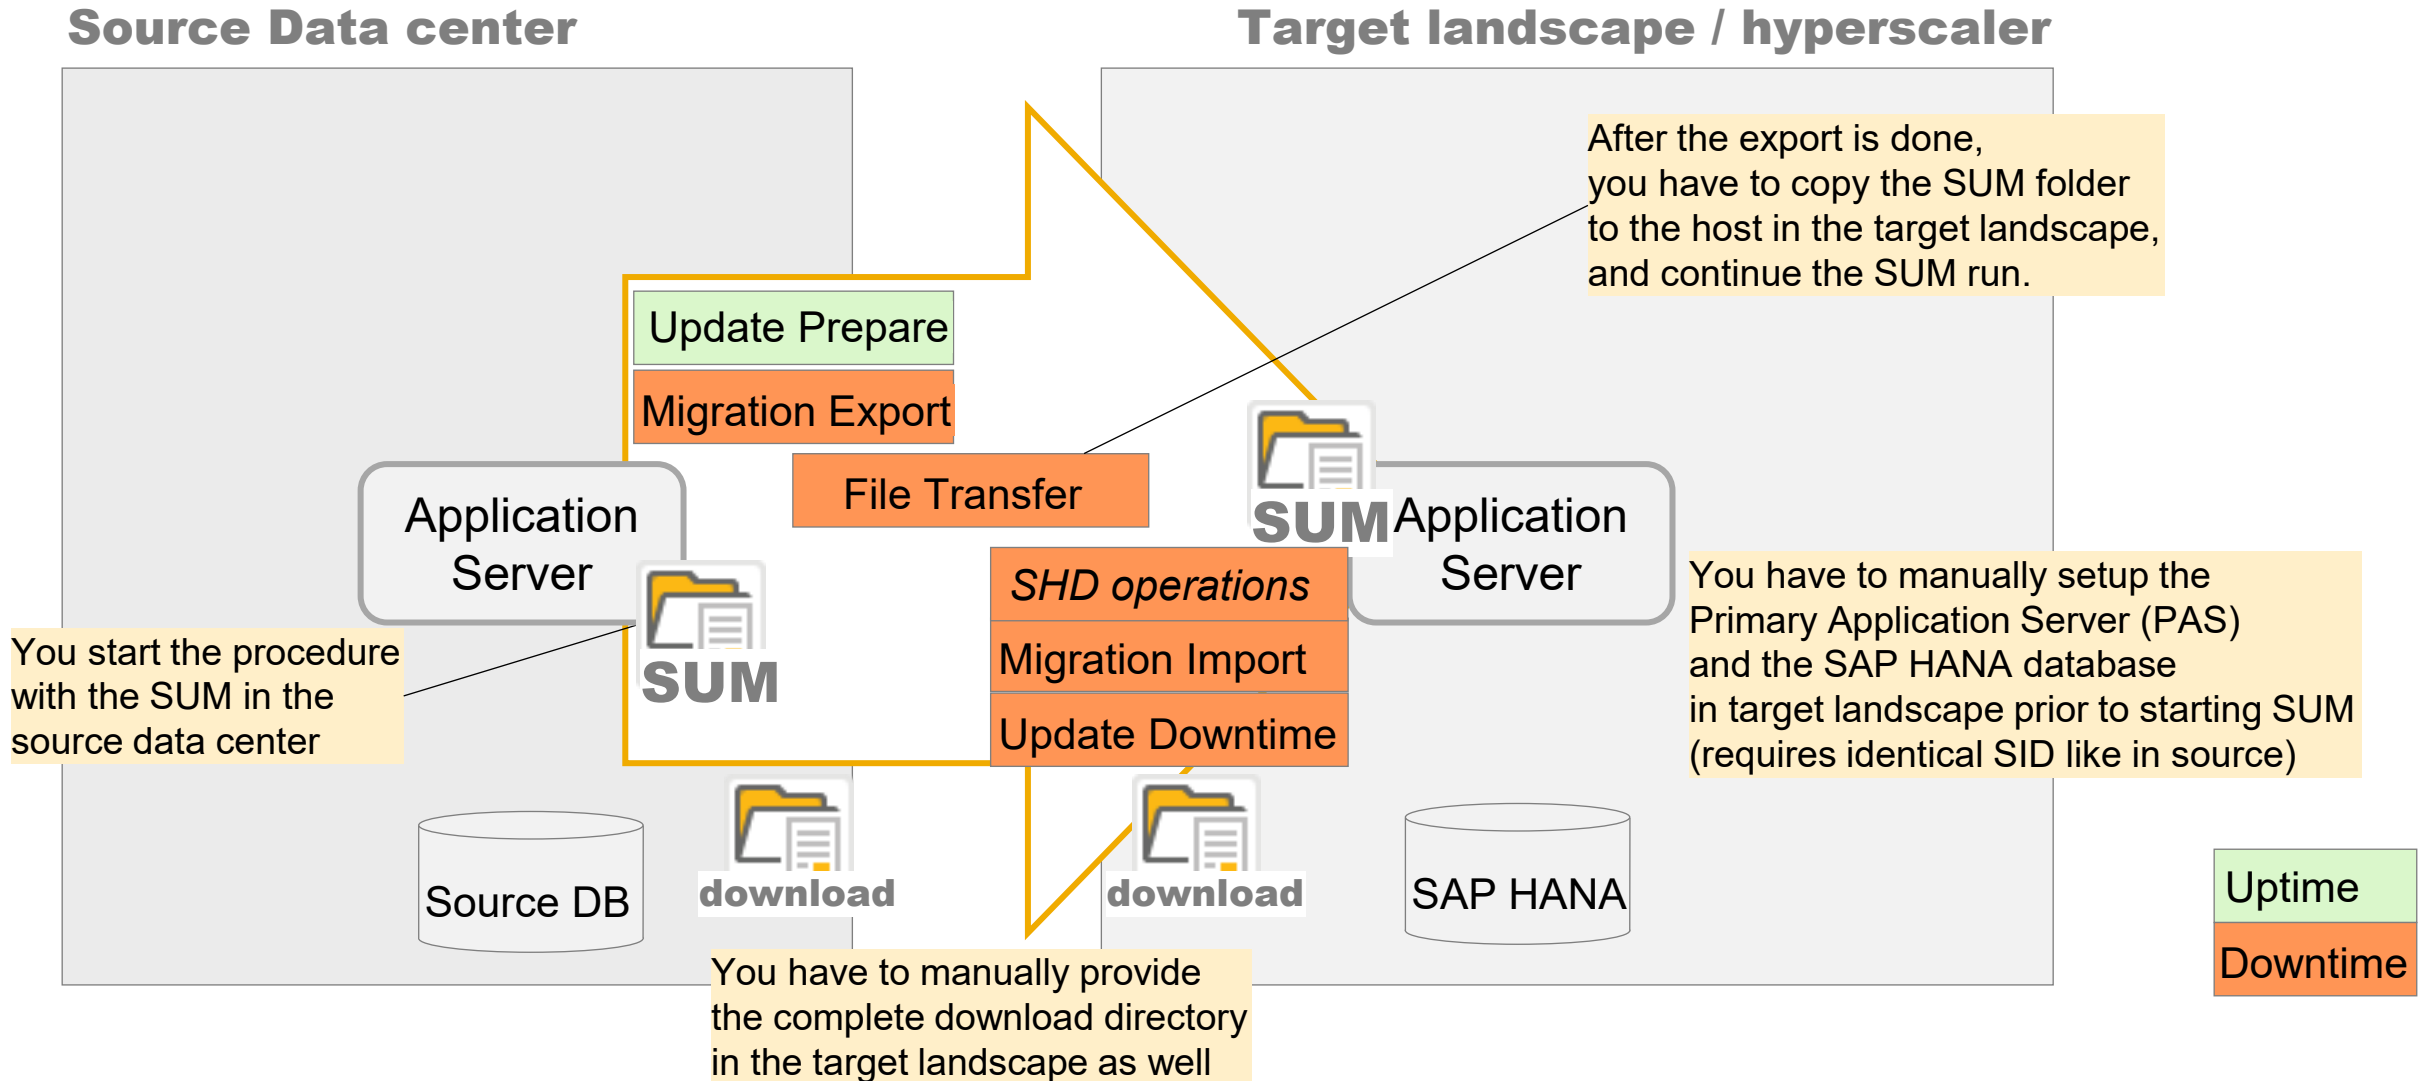 Source Data center
Target landscape / hyperscaler
After the export is done,
you have to copy the SUM folder
to the host in the target landscape,
and continue the SUM run.
Update Prepare
Migration Export
File Transfer
Application
Server
SUM
SUM
Application
Server
SHD operations
Migration Import
Update Downtime
You start the procedure
with the SUM in the
source data center
You have to manually setup the
Primary Application Server (PAS)
and the SAP HANA database
in target landscape prior to starting SUM
(requires identical SID like in source)
Source DB
download
download
SAP HANA
Uptime
Downtime
You have to manually provide
the complete download directory
in the target landscape as well